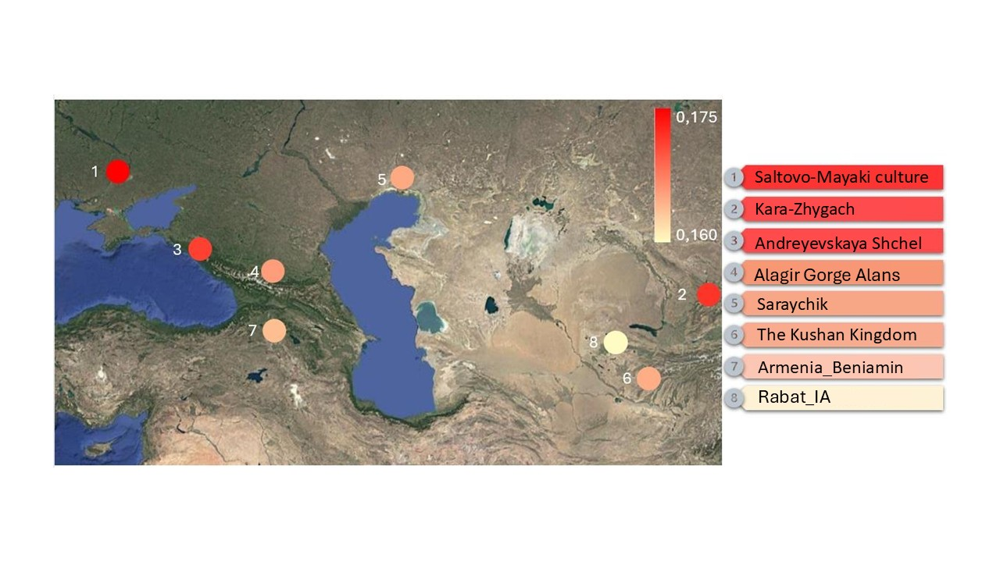 0,175
0,160
1
2
3
4
5
6
7
8
1 Saltovo-Mayaki culture
2 Kara-Zhygach
3 Andreyevskaya Shchel
4 Alagir Gorge Alans
5 Saraychik
6 The Kushan Kingdom
7 Armenia_Beniamin
8 Rabat_IA